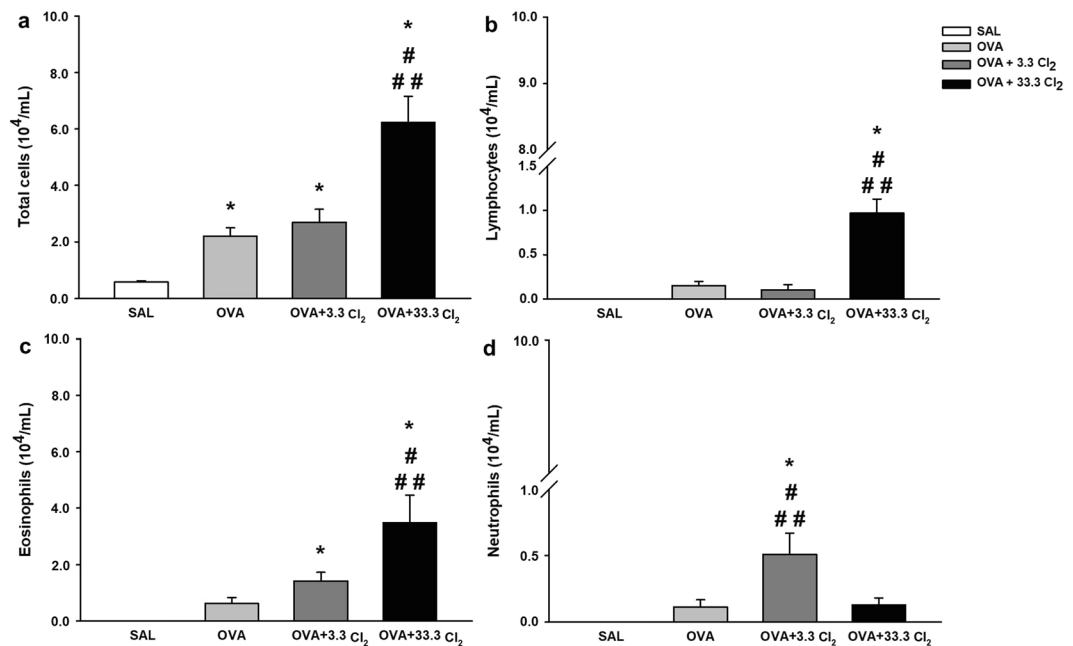 a
Total cells (10⁴/mL)
10.0
8.0
6.0
4.0
2.0
0.0
*
*
*
#
# #
SAL
OVA
OVA+3.3 Cl₂
OVA+33.3 Cl₂
b
Lymphocytes (10⁴/mL)
10.0
9.0
8.0
1.5
1.0
0.5
0.0
*
#
# #
SAL
OVA
OVA+3.3 Cl₂
OVA+33.3 Cl₂
SAL
OVA
OVA + 3.3 Cl₂
OVA + 33.3 Cl₂
c
Eosinophils (10⁴/mL)
10.0
8.0
6.0
4.0
2.0
0.0
*
*
#
# #
SAL
OVA
OVA+3.3 Cl₂
OVA+33.3 Cl₂
d
Neutrophils (10⁴/mL)
10.0
1.0
0.5
0.0
*
#
# #
SAL
OVA
OVA+3.3 Cl₂
OVA+33.3 Cl₂